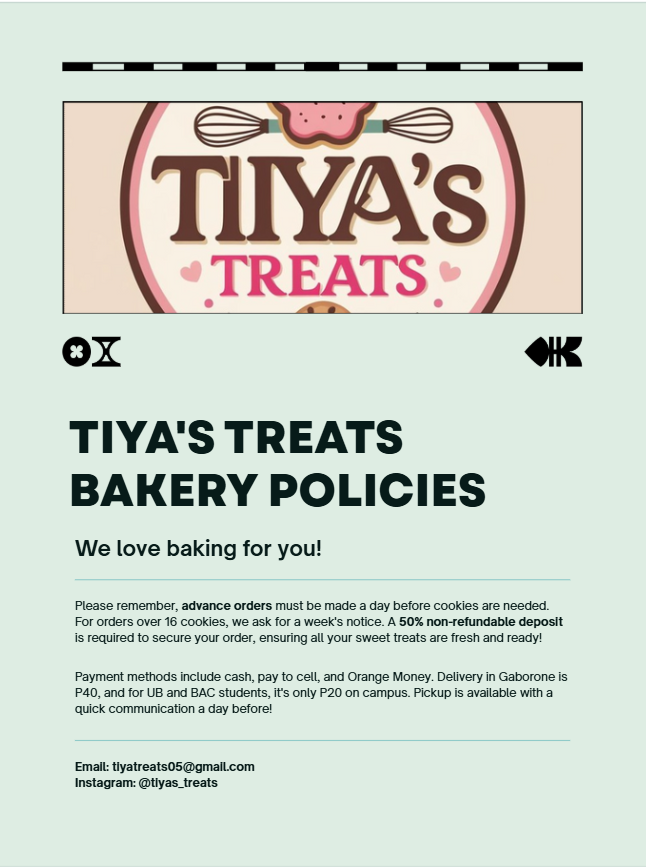 TIIYA'S
TREATS
TIYA'S TREATS
BAKERY POLICIES
We love baking for you!
Please remember, advance orders must be made a day before cookies are needed.
For orders over 16 cookies, we ask for a week's notice. A 50% non-refundable deposit
is required to secure your order, ensuring all your sweet treats are fresh and ready!
Payment methods include cash, pay to cell, and Orange Money. Delivery in Gaborone is
P40, and for UB and BAC students, it's only P20 on campus. Pickup is available with a
quick communication a day before!
Email: tiyatreats05@gmail.com
Instagram: @tiyas_treats